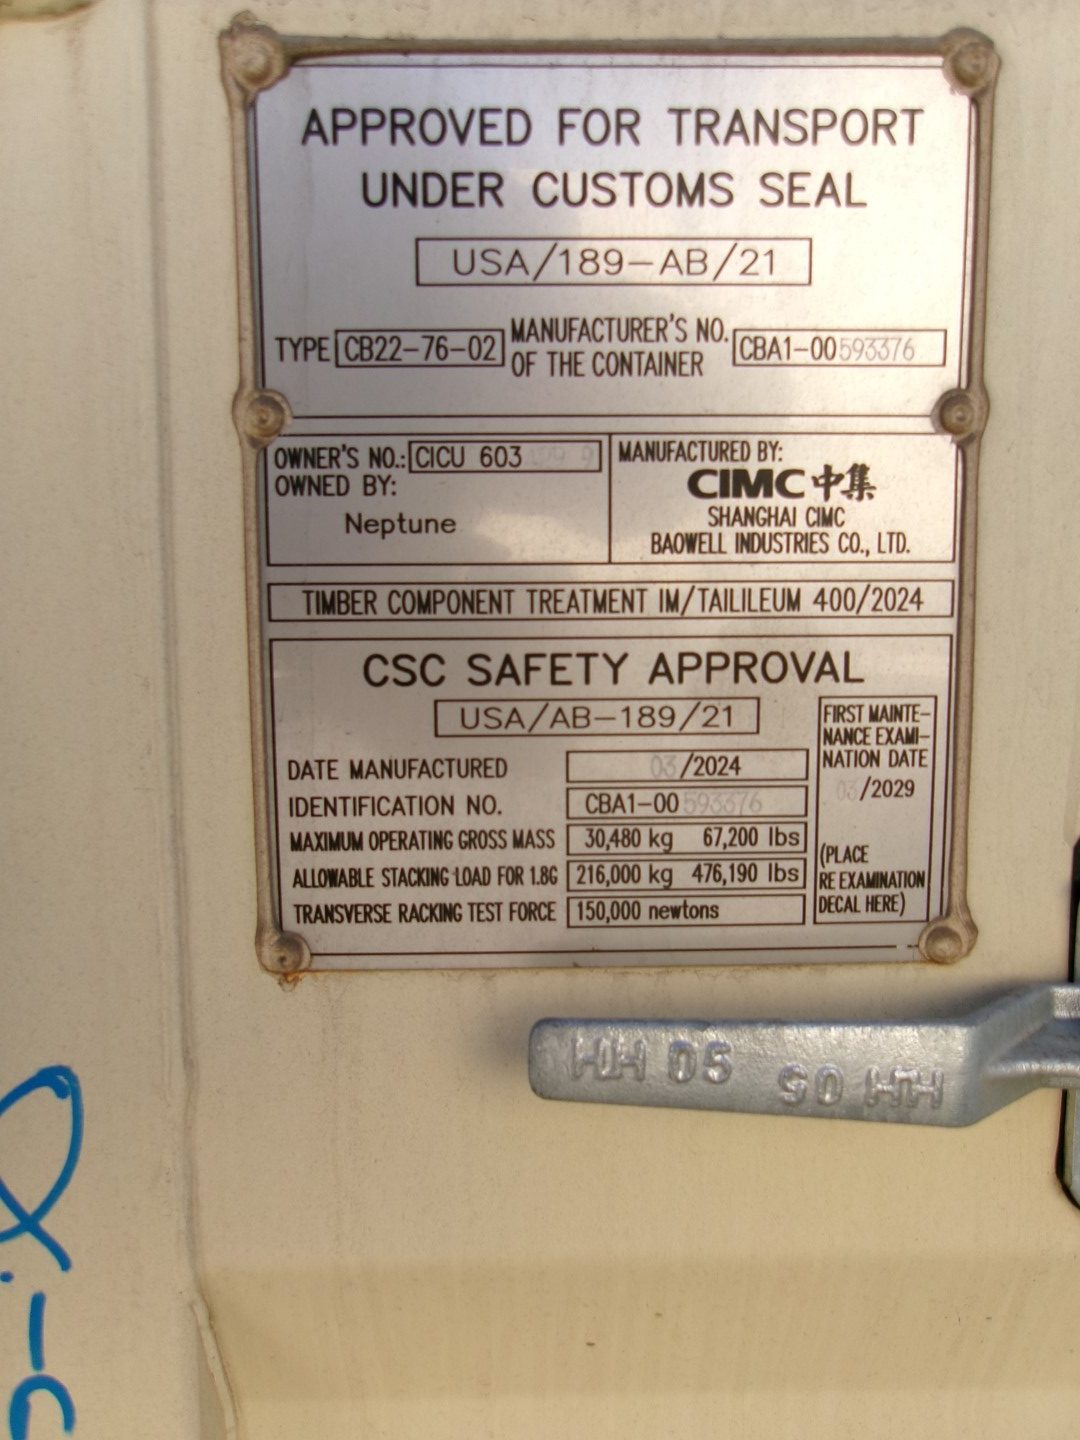 APPROVED FOR TRANSPORT
UNDER CUSTOMS SEAL
USA/189-AB/21
TYPE CB22-76-02 MANUFACTURER'S NO. OF THE CONTAINER CBA1-00593376
OWNER'S NO.: CICU 603
OWNED BY:
Neptune
MANUFACTURED BY:
CIMC 中集
SHANGHAI CIMC
BAOWELL INDUSTRIES CO., LTD.
TIMBER COMPONENT TREATMENT IM/TAILILEUM 400/2024
CSC SAFETY APPROVAL
USA/AB-189/21
DATE MANUFACTURED 03/2024
IDENTIFICATION NO. CBA1-00593376
MAXIMUM OPERATING GROSS MASS 30,480 kg 67,200 lbs
ALLOWABLE STACKING LOAD FOR 1.8G 216,000 kg 476,190 lbs
TRANSVERSE RACKING TEST FORCE 150,000 newtons
FIRST MAINTE-
NANCE EXAMI-
NATION DATE
03/2029
(PLACE
RE EXAMINATION
DECAL HERE)
HH 05
HH 05